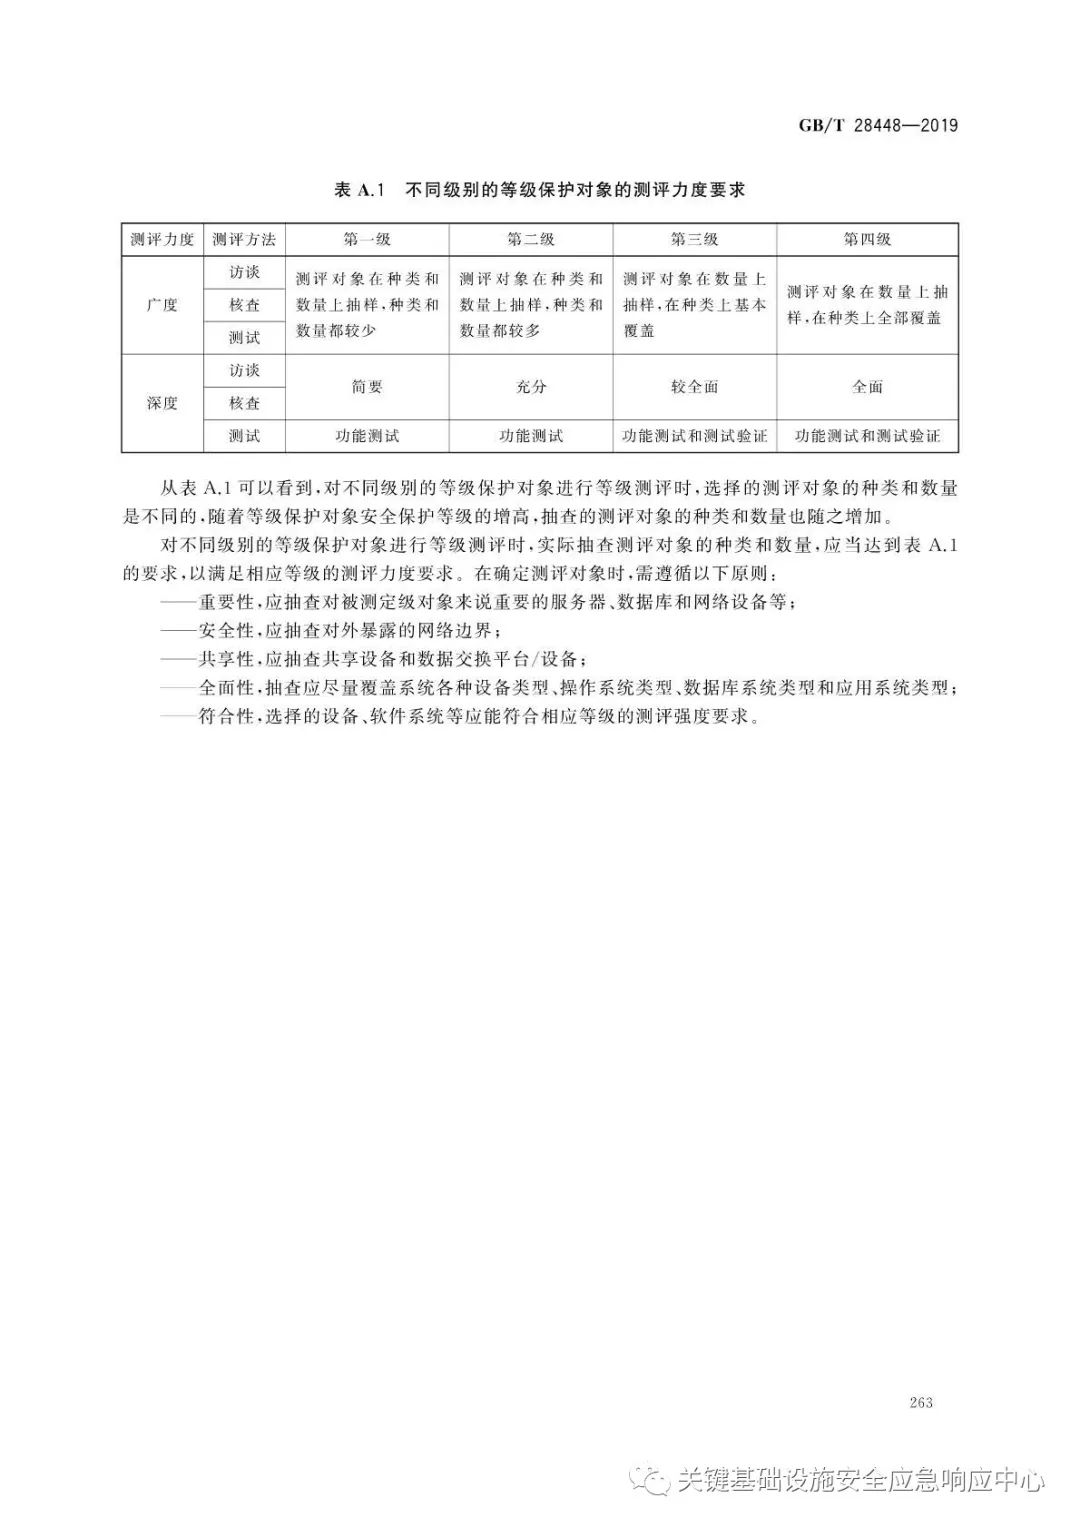 GB/T 28448—2019
表 A.1 不同级别的等级保护对象的测评力度要求
测评力度 测评方法 第一级 第二级 第三级 第四级
广度
访谈
核查
测试
测评对象在种类和
数量上抽样,种类和
数量都较少
测评对象在种类和
数量上抽样,种类和
数量都较多
测评对象在数量上
抽样,在种类上基本
覆盖
测评对象在数量上抽
样,在种类上全部覆盖
深度
访谈
核查
简要 充分 较全面 全面
测试 功能测试 功能测试 功能测试和测试验证 功能测试和测试验证
从表 A.1 可以看到,对不同级别的等级保护对象进行等级测评时,选择的测评对象的种类和数量
是不同的,随着等级保护对象安全保护等级的增高,抽查的测评对象的种类和数量也随之增加。
对不同级别的等级保护对象进行等级测评时,实际抽查测评对象的种类和数量,应当达到表 A.1
的要求,以满足相应等级的测评力度要求。在确定测评对象时,需遵循以下原则:
——重要性,应抽查对被测定级对象来说重要的服务器、数据库和网络设备等;
——安全性,应抽查对外暴露的网络边界;
——共享性,应抽查共享设备和数据交换平台/设备;
——全面性,抽查应尽量覆盖系统各种设备类型、操作系统类型、数据库系统类型和应用系统类型;
——符合性,选择的设备、软件系统等应能符合相应等级的测评强度要求。
263
关键基础设施安全应急响应中心